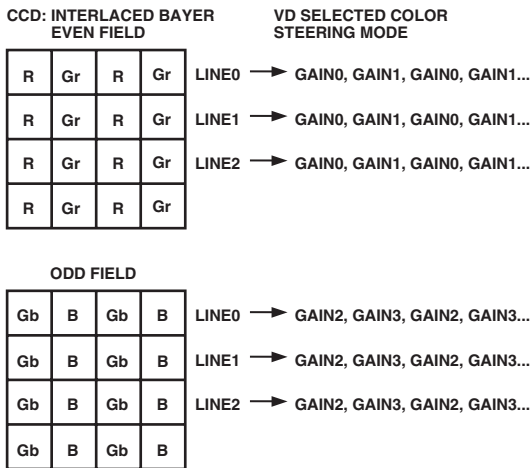 CCD: INTERLACED BAYER
EVEN FIELD
VD SELECTED COLOR
STEERING MODE
R Gr R Gr LINE0 GAIN0, GAIN1, GAIN0, GAIN1...
R Gr R Gr LINE1 GAIN0, GAIN1, GAIN0, GAIN1...
R Gr R Gr LINE2 GAIN0, GAIN1, GAIN0, GAIN1...
R Gr R Gr
ODD FIELD
Gb B Gb B LINE0 GAIN2, GAIN3, GAIN2, GAIN3...
Gb B Gb B LINE1 GAIN2, GAIN3, GAIN2, GAIN3...
Gb B Gb B LINE2 GAIN2, GAIN3, GAIN2, GAIN3...
Gb B Gb B